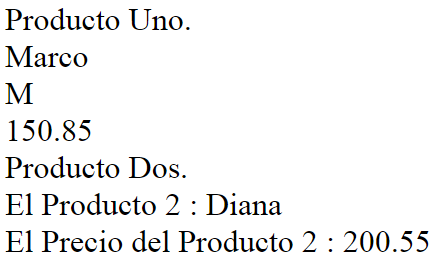 Producto Uno.
Marco
M
150.85
Producto Dos.
El Producto 2 : Diana
El Precio del Producto 2 : 200.55